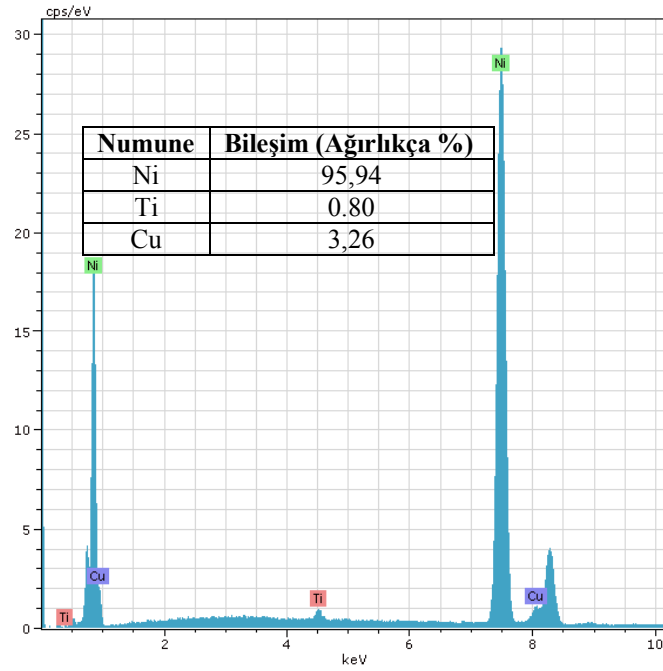 cps/eV
30
25
20
15
10
5
0
Numune Bileşim (Ağırlıkça %)
Ni 95,94
Ti 0.80
Cu 3,26
Ni
Ni
Cu
Ti
Ti
Cu
2 4 6 8 10
keV